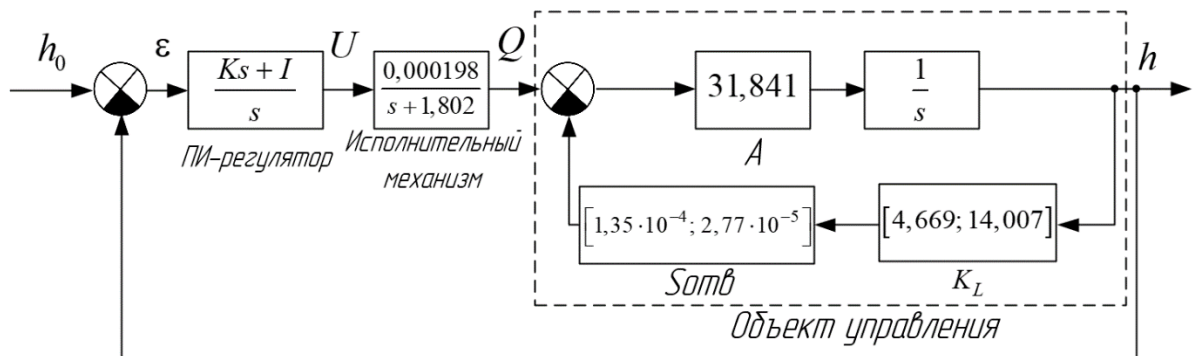 h₀
ε
Ks + I
s
ПИ-регулятор
U
0,000198
s + 1,802
Исполнительный
механизм
Q
31,841
A
1
s
h
[1,35 · 10⁻⁴; 2,77 · 10⁻⁵]
Sотв
[4,669; 14,007]
K_L
Объект управления